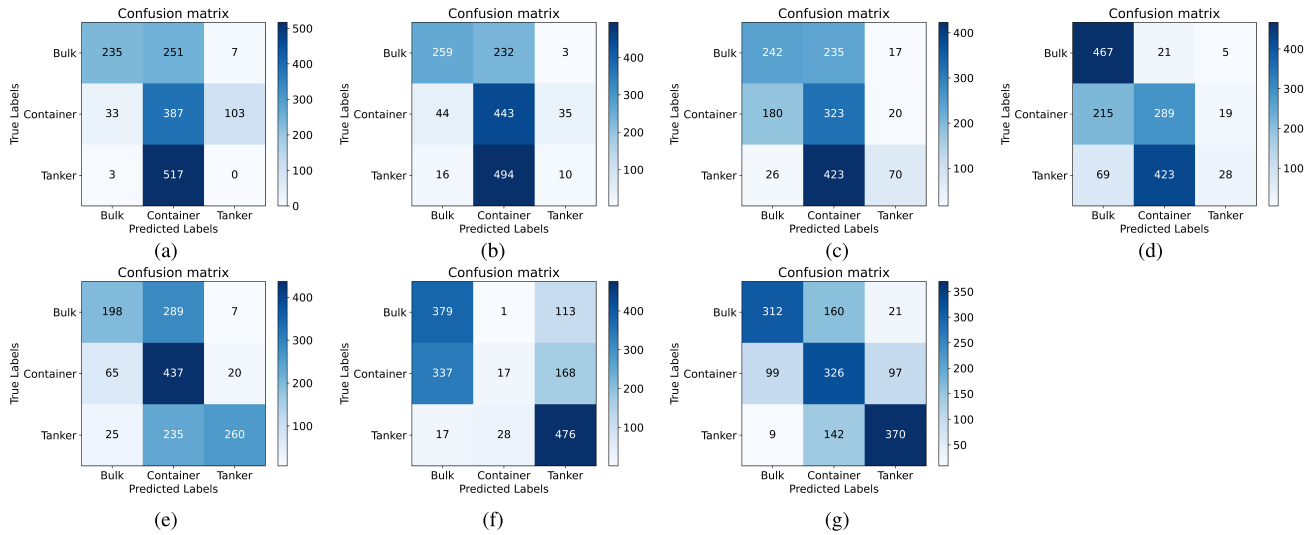 Confusion matrix
Bulk 235 251 7
Container 33 387 103
Tanker 3 517 0
Bulk Container Tanker
Predicted Labels
True Labels
500
400
300
200
100
0
(a)
Confusion matrix
Bulk 259 232 3
Container 44 443 35
Tanker 16 494 10
Bulk Container Tanker
Predicted Labels
True Labels
400
300
200
100
(b)
Confusion matrix
Bulk 242 235 17
Container 180 323 20
Tanker 26 423 70
Bulk Container Tanker
Predicted Labels
True Labels
400
300
200
100
(c)
Confusion matrix
Bulk 467 21 5
Container 215 289 19
Tanker 69 423 28
Bulk Container Tanker
Predicted Labels
True Labels
400
300
200
100
(d)
Confusion matrix
Bulk 198 289 7
Container 65 437 20
Tanker 25 235 260
Bulk Container Tanker
Predicted Labels
True Labels
400
300
200
100
(e)
Confusion matrix
Bulk 379 1 113
Container 337 17 168
Tanker 17 28 476
Bulk Container Tanker
Predicted Labels
True Labels
400
300
200
100
(f)
Confusion matrix
Bulk 312 160 21
Container 99 326 97
Tanker 9 142 370
Bulk Container Tanker
Predicted Labels
True Labels
350
300
250
200
150
100
50
(g)